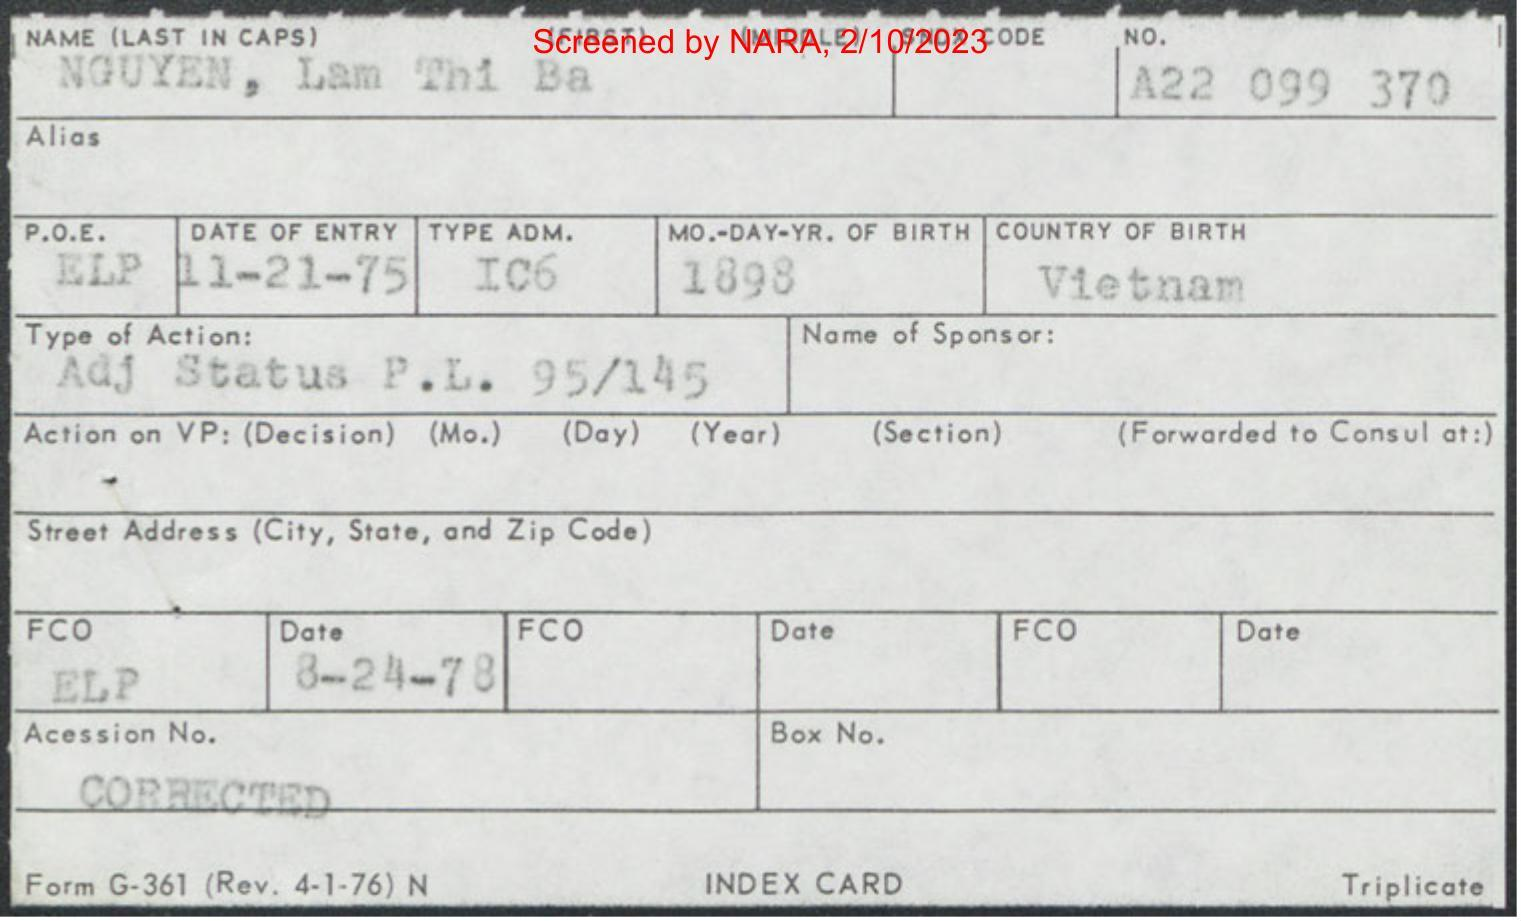 Screened by NARA, 2/10/2023
NAME (LAST IN CAPS) (FIRST) (MIDDLE) SNDX CODE NO.
NGUYEN, Lam Thi Ba A22 099 370
Alias
P.O.E. DATE OF ENTRY TYPE ADM. MO.-DAY-YR. OF BIRTH COUNTRY OF BIRTH
ELP 11-21-75 IC6 1898 Vietnam
Type of Action: Name of Sponsor:
Adj Status P.L. 95/145
Action on VP: (Decision) (Mo.) (Day) (Year) (Section) (Forwarded to Consul at:)
Street Address (City, State, and Zip Code)
FCO Date FCO Date FCO Date
ELP 8-24-78
Acession No. Box No.
CORRECTED
Form G-361 (Rev. 4-1-76) N INDEX CARD Triplicate